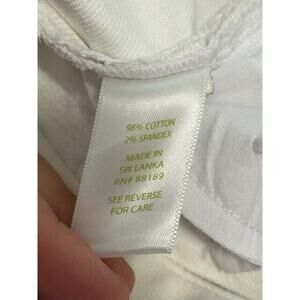 98% COTTON
2% SPANDEX
MADE IN
SRI LANKA
RN# 88189
SEE REVERSE
FOR CARE